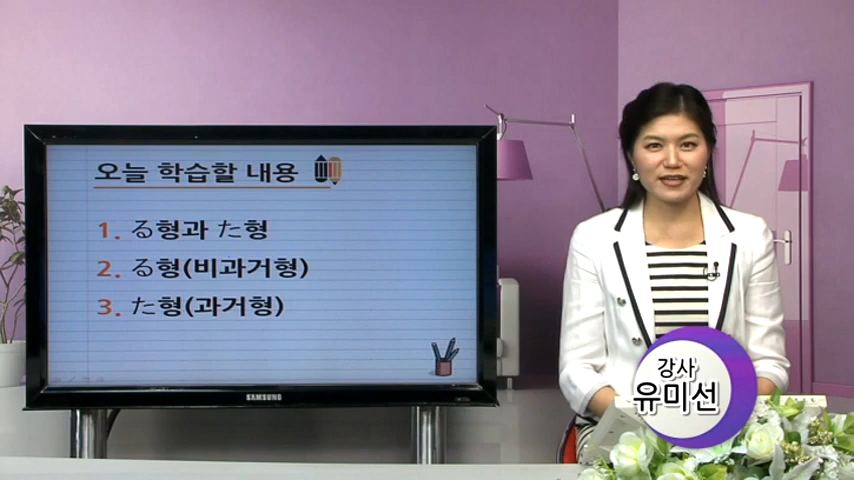 오늘 학습할 내용
1. る형과 た형
2. る형(비과거형)
3. た형(과거형)
SAMSUNG
강사
유미선